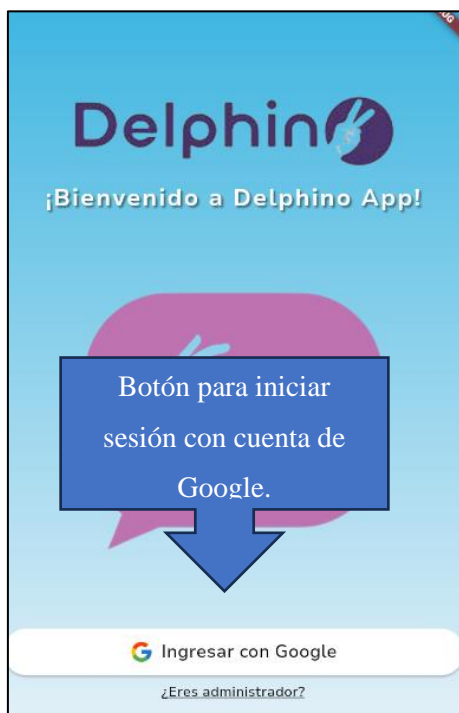 Delphino
¡Bienvenido a Delphino App!
Botón para iniciar
sesión con cuenta de
Google.
Ingresar con Google
¿Eres administrador?